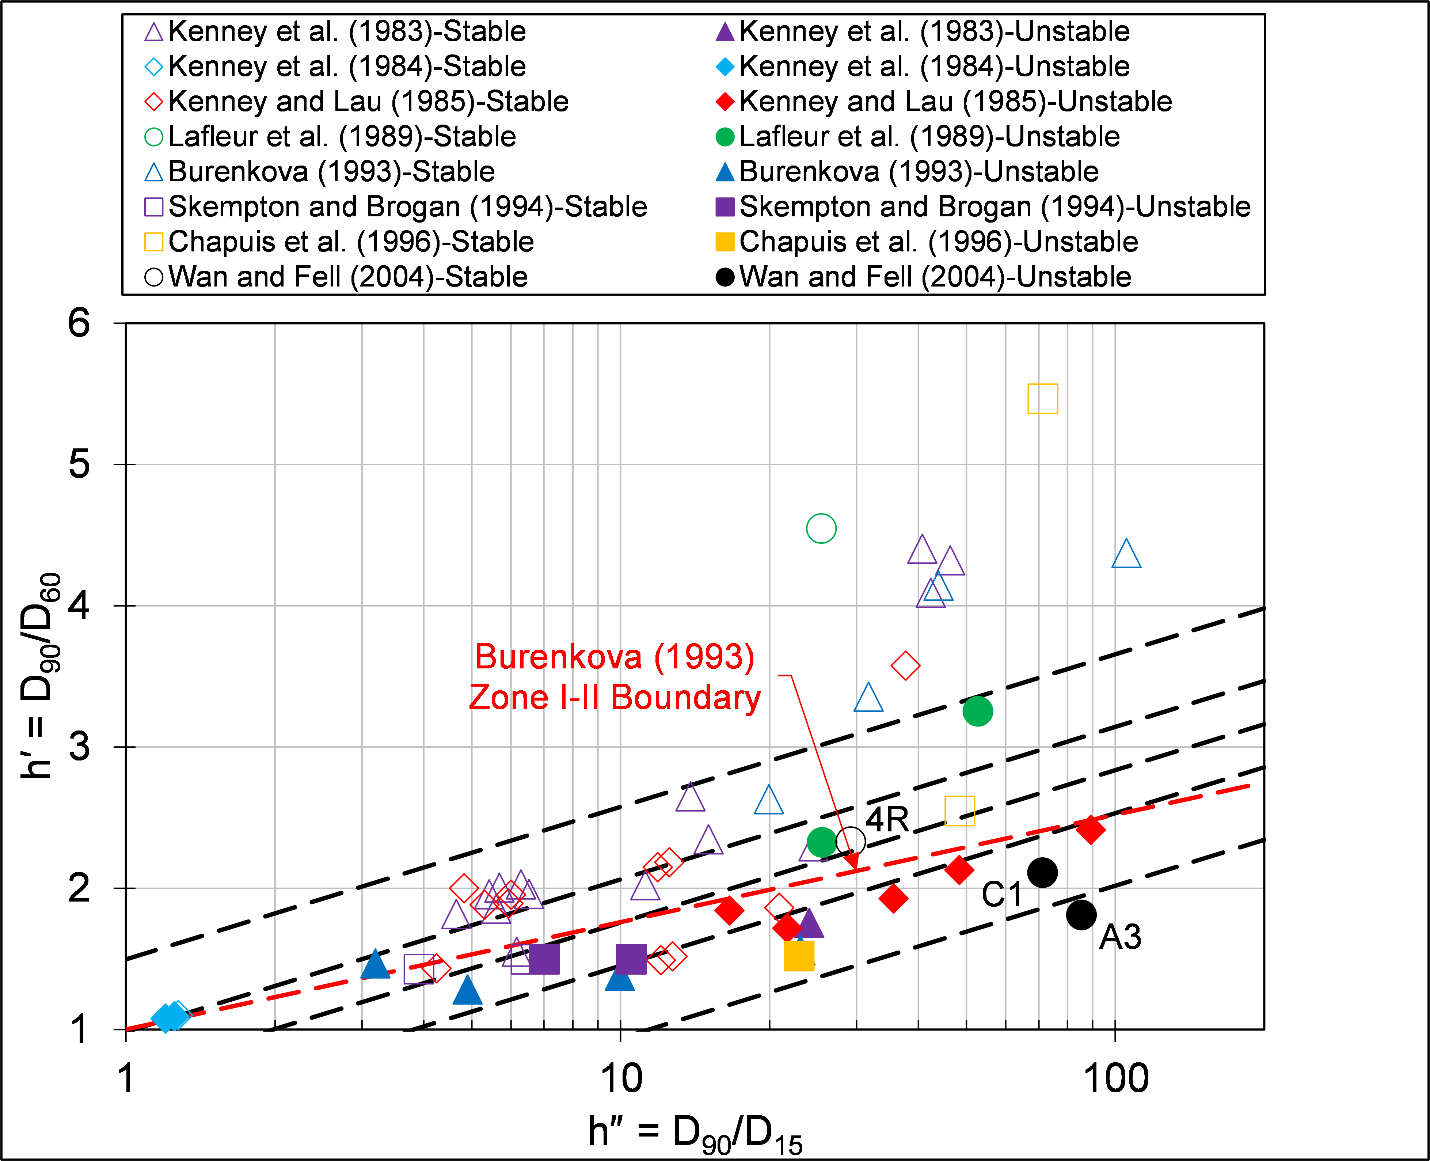 Kenney et al. (1983)-Stable
Kenney et al. (1983)-Unstable
Kenney et al. (1984)-Stable
Kenney et al. (1984)-Unstable
Kenney and Lau (1985)-Stable
Kenney and Lau (1985)-Unstable
Lafleur et al. (1989)-Stable
Lafleur et al. (1989)-Unstable
Burenkova (1993)-Stable
Burenkova (1993)-Unstable
Skempton and Brogan (1994)-Stable
Skempton and Brogan (1994)-Unstable
Chapuis et al. (1996)-Stable
Chapuis et al. (1996)-Unstable
Wan and Fell (2004)-Stable
Wan and Fell (2004)-Unstable
6
5
4
3
2
1
h′ = D90/D60
Burenkova (1993)
Zone I-II Boundary
4R
C1
A3
1
10
100
h″ = D90/D15